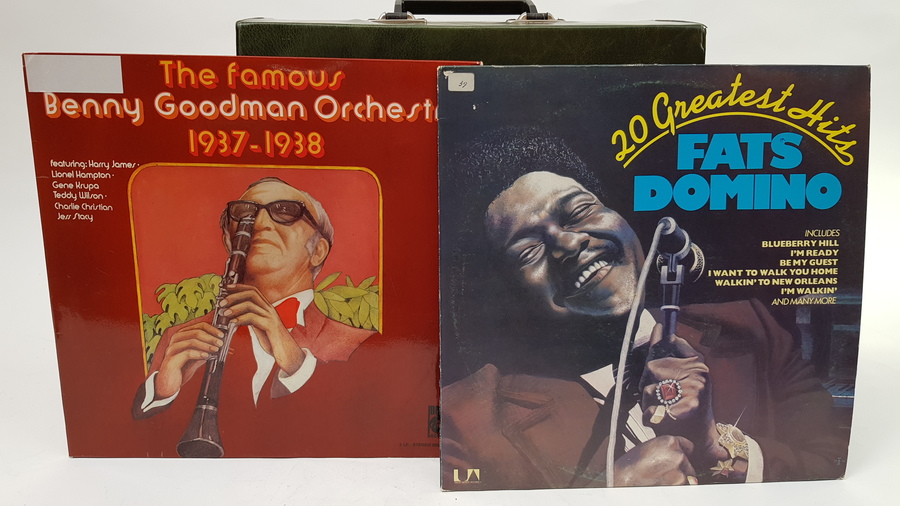 The Famous
Benny Goodman Orchestr
1937-1938
featuring: Harry James ·
Lionel Hampton ·
Gene Krupa
Teddy Wilson ·
Charlie Christian
Jess Stacy
20 Greatest Hits
FATS
DOMINO
INCLUDES
BLUEBERRY HILL
I'M READY
BE MY GUEST
I WANT TO WALK YOU HOME
WALKIN' TO NEW ORLEANS
I'M WALKIN'
AND MANY MORE
UA